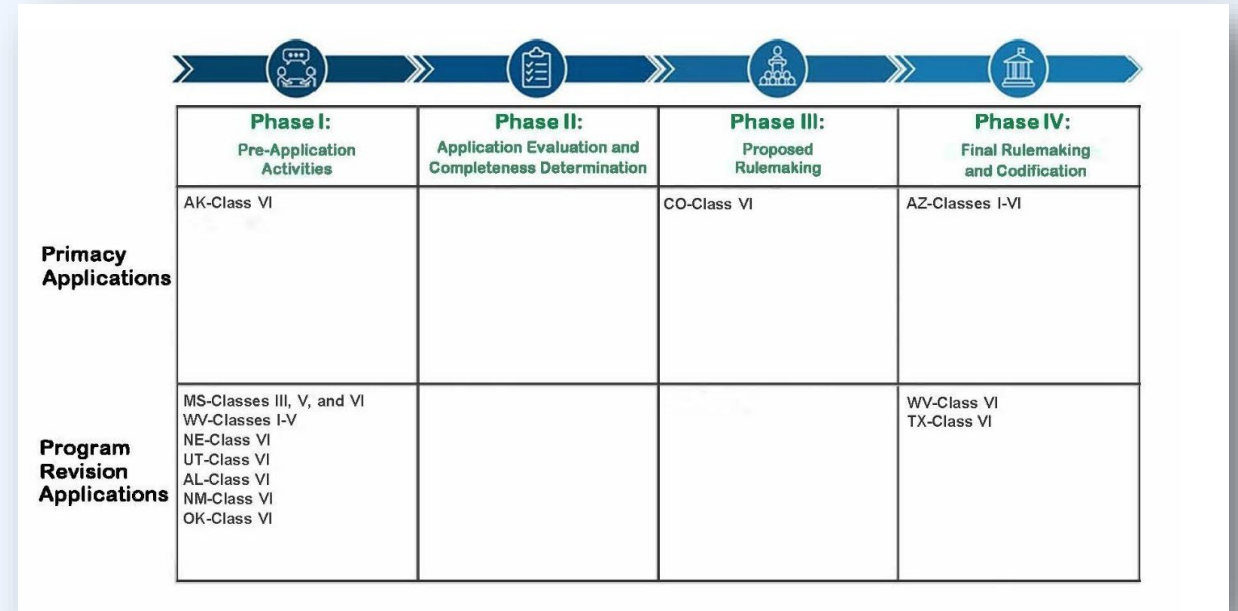 Phase I:
Pre-Application
Activities
Phase II:
Application Evaluation and
Completeness Determination
Phase III:
Proposed
Rulemaking
Phase IV:
Final Rulemaking
and Codification
Primacy
Applications
AK-Class VI
CO-Class VI
AZ-Classes I-VI
Program
Revision
Applications
MS-Classes III, V, and VI
WV-Classes I-V
NE-Class VI
UT-Class VI
AL-Class VI
NM-Class VI
OK-Class VI
WV-Class VI
TX-Class VI